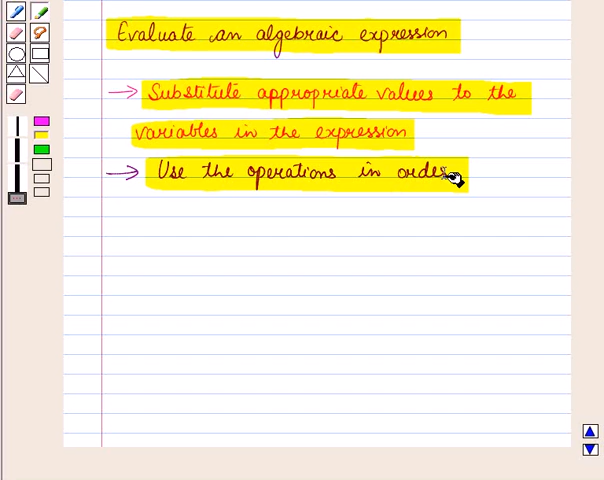 Evaluate an algebraic expression
→ Substitute appropriate values to the
variables in the expression
→ Use the operations in order